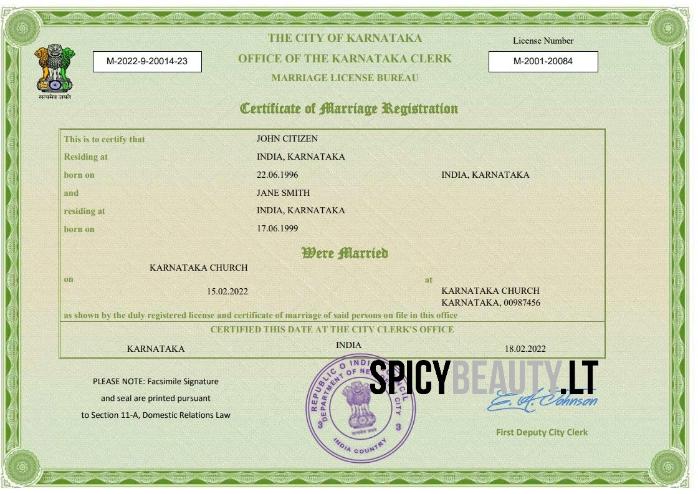 THE CITY OF KARNATAKA
OFFICE OF THE KARNATAKA CLERK
MARRIAGE LICENSE BUREAU
M-2022-9-20014-23
License Number
M-2001-20084
सत्यमेव जयते
Certificate of Marriage Registration
This is to certify that JOHN CITIZEN
Residing at INDIA, KARNATAKA
born on 22.06.1996 INDIA, KARNATAKA
and JANE SMITH
residing at INDIA, KARNATAKA
born on 17.06.1999
Were Married
KARNATAKA CHURCH
on at
15.02.2022 KARNATAKA CHURCH
KARNATAKA, 00987456
as shown by the duly registered license and certificate of marriage of said persons on file in this office
CERTIFIED THIS DATE AT THE CITY CLERK'S OFFICE
KARNATAKA INDIA 18.02.2022
SPICYBEAUTY.LT
PLEASE NOTE: Facsimile Signature
and seal are printed pursuant
to Section 11-A, Domestic Relations Law
REPUBLIC O INDI
DEPARTMENT OF NE
CIL
CITY
3 3
INDIA COUNTRY
E. A. Johnson
First Deputy City Clerk